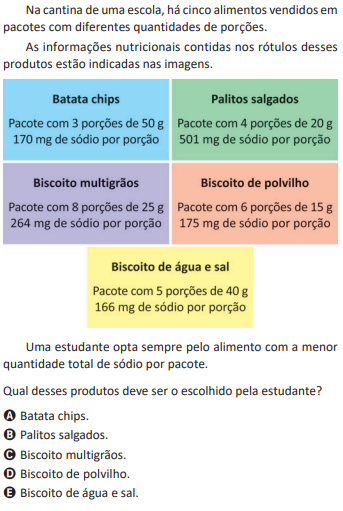 Na cantina de uma escola, há cinco alimentos vendidos em
pacotes com diferentes quantidades de porções.
As informações nutricionais contidas nos rótulos desses
produtos estão indicadas nas imagens.
Batata chips
Pacote com 3 porções de 50 g
170 mg de sódio por porção
Palitos salgados
Pacote com 4 porções de 20 g
501 mg de sódio por porção
Biscoito multigrãos
Pacote com 8 porções de 25 g
264 mg de sódio por porção
Biscoito de polvilho
Pacote com 6 porções de 15 g
175 mg de sódio por porção
Biscoito de água e sal
Pacote com 5 porções de 40 g
166 mg de sódio por porção
Uma estudante opta sempre pelo alimento com a menor
quantidade total de sódio por pacote.
Qual desses produtos deve ser o escolhido pela estudante?
A Batata chips.
B Palitos salgados.
C Biscoito multigrãos.
D Biscoito de polvilho.
E Biscoito de água e sal.